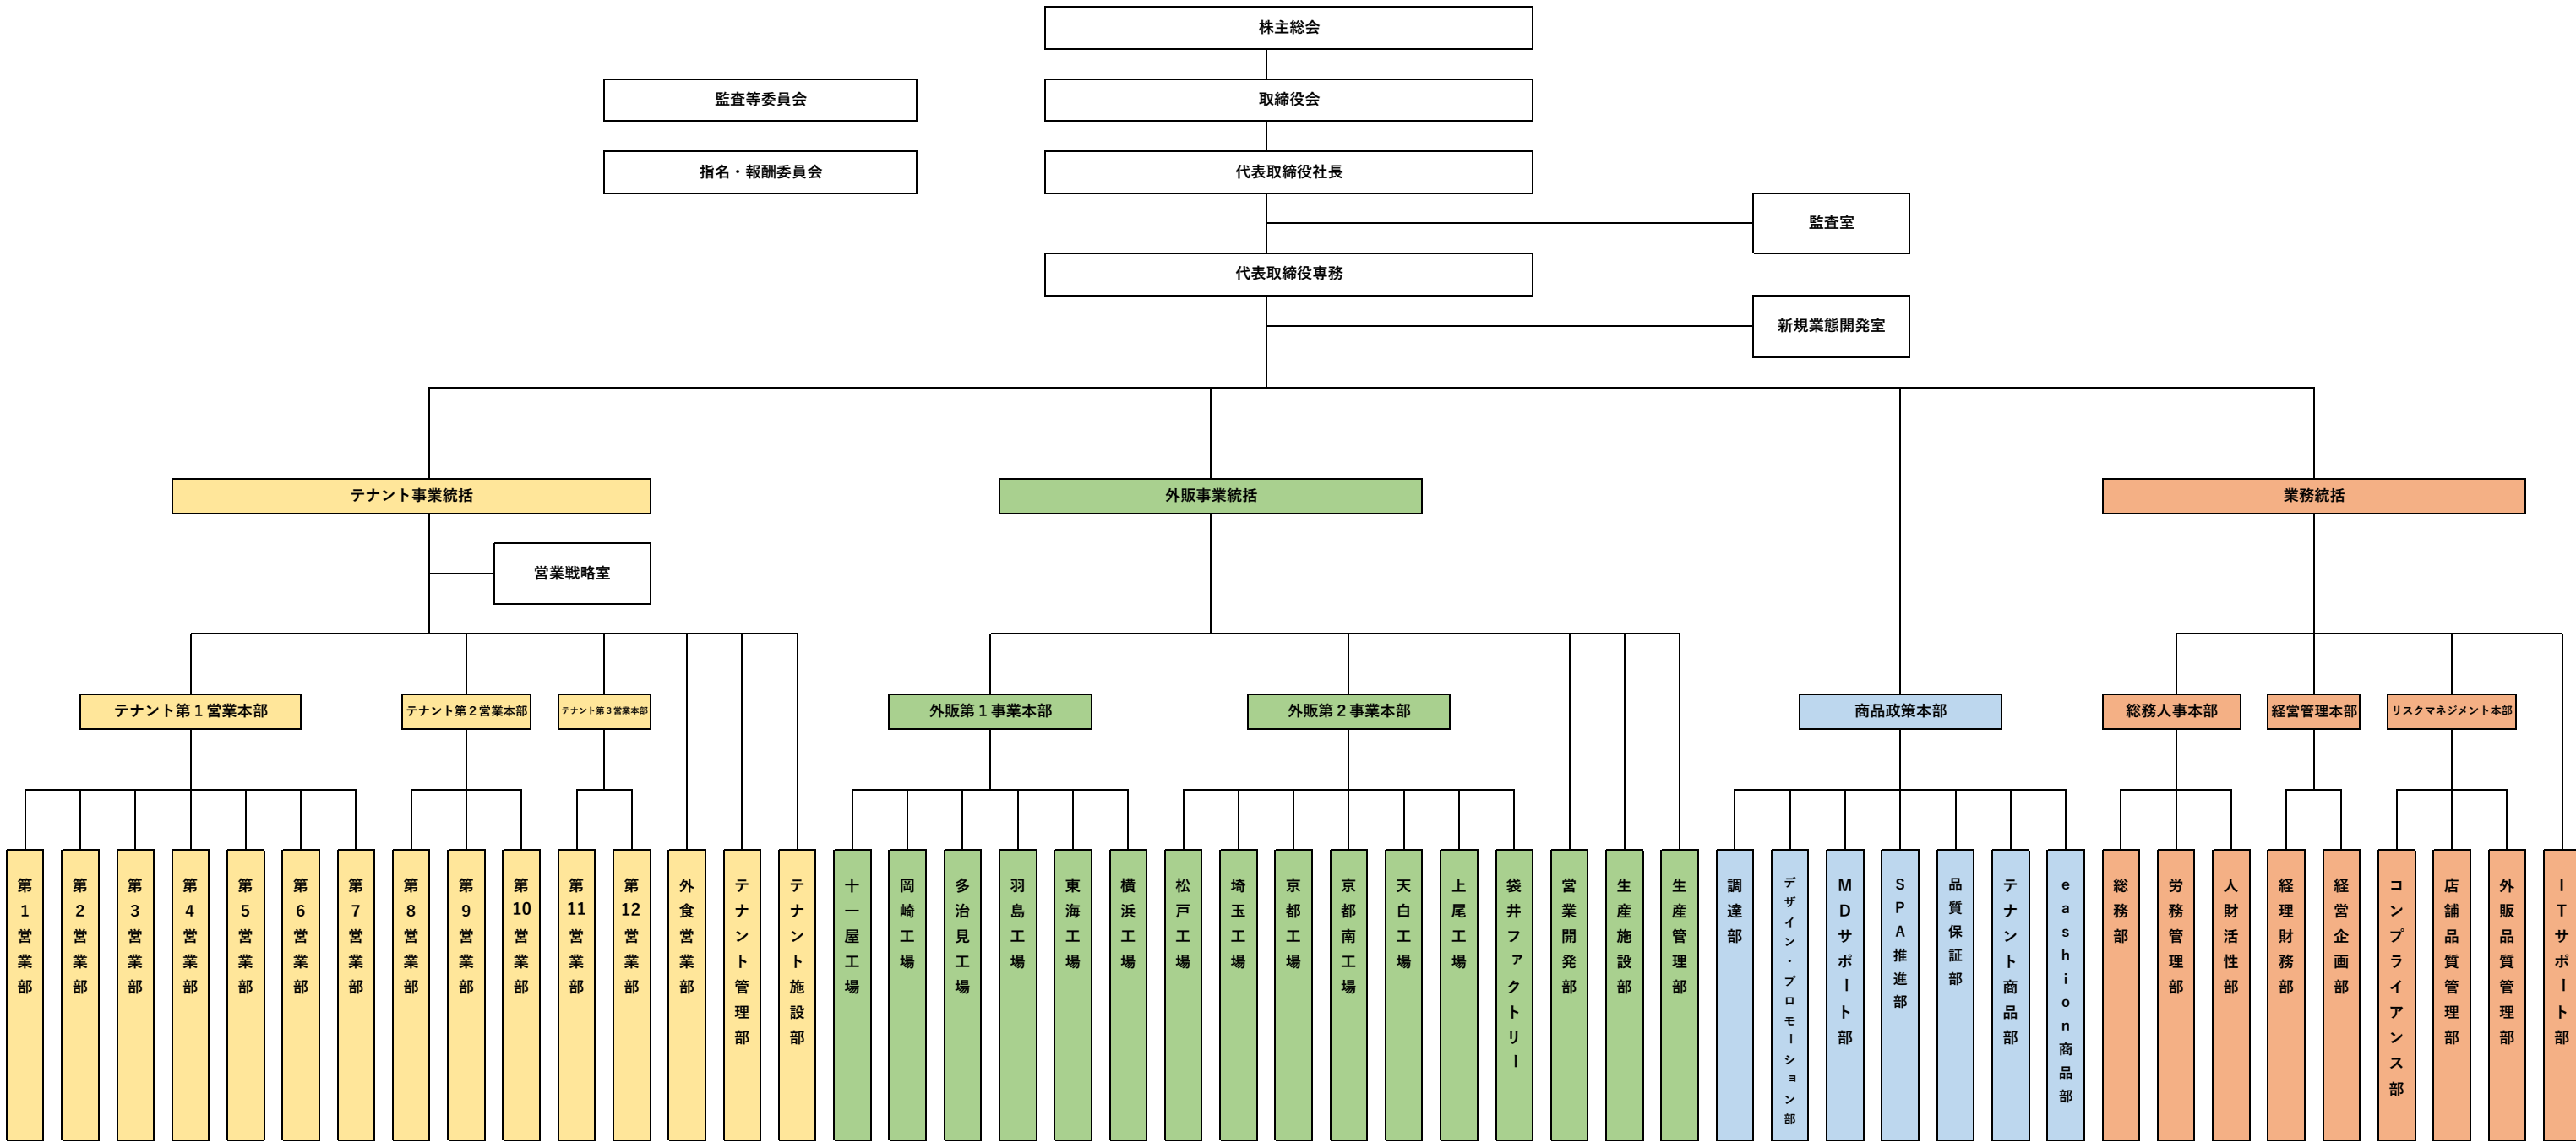 株主総会
監査等委員会
取締役会
指名・報酬委員会
代表取締役社長
監査室
代表取締役専務
新規業態開発室
テナント事業統括
外販事業統括
業務統括
営業戦略室
テナント第１営業本部
テナント第２営業本部
テナント第３営業本部
外販第１事業本部
外販第２事業本部
商品政策本部
総務人事本部
経営管理本部
リスクマネジメント本部
第1営業部
第2営業部
第3営業部
第4営業部
第5営業部
第6営業部
第7営業部
第8営業部
第9営業部
第10営業部
第11営業部
第12営業部
外食営業部
テナント管理部
テナント施設部
十一屋工場
岡崎工場
多治見工場
羽島工場
東海工場
横浜工場
松戸工場
埼玉工場
京都工場
京都南工場
天白工場
上尾工場
袋井ファクトリー
営業開発部
生産施設部
生産管理部
調達部
デザイン・プロモーション部
MDサポート部
SPA推進部
品質保証部
テナント商品部
eashion商品部
総務部
労務管理部
人財活性部
経理財務部
経営企画部
コンプライアンス部
店舗品質管理部
外販品質管理部
ITサポート部